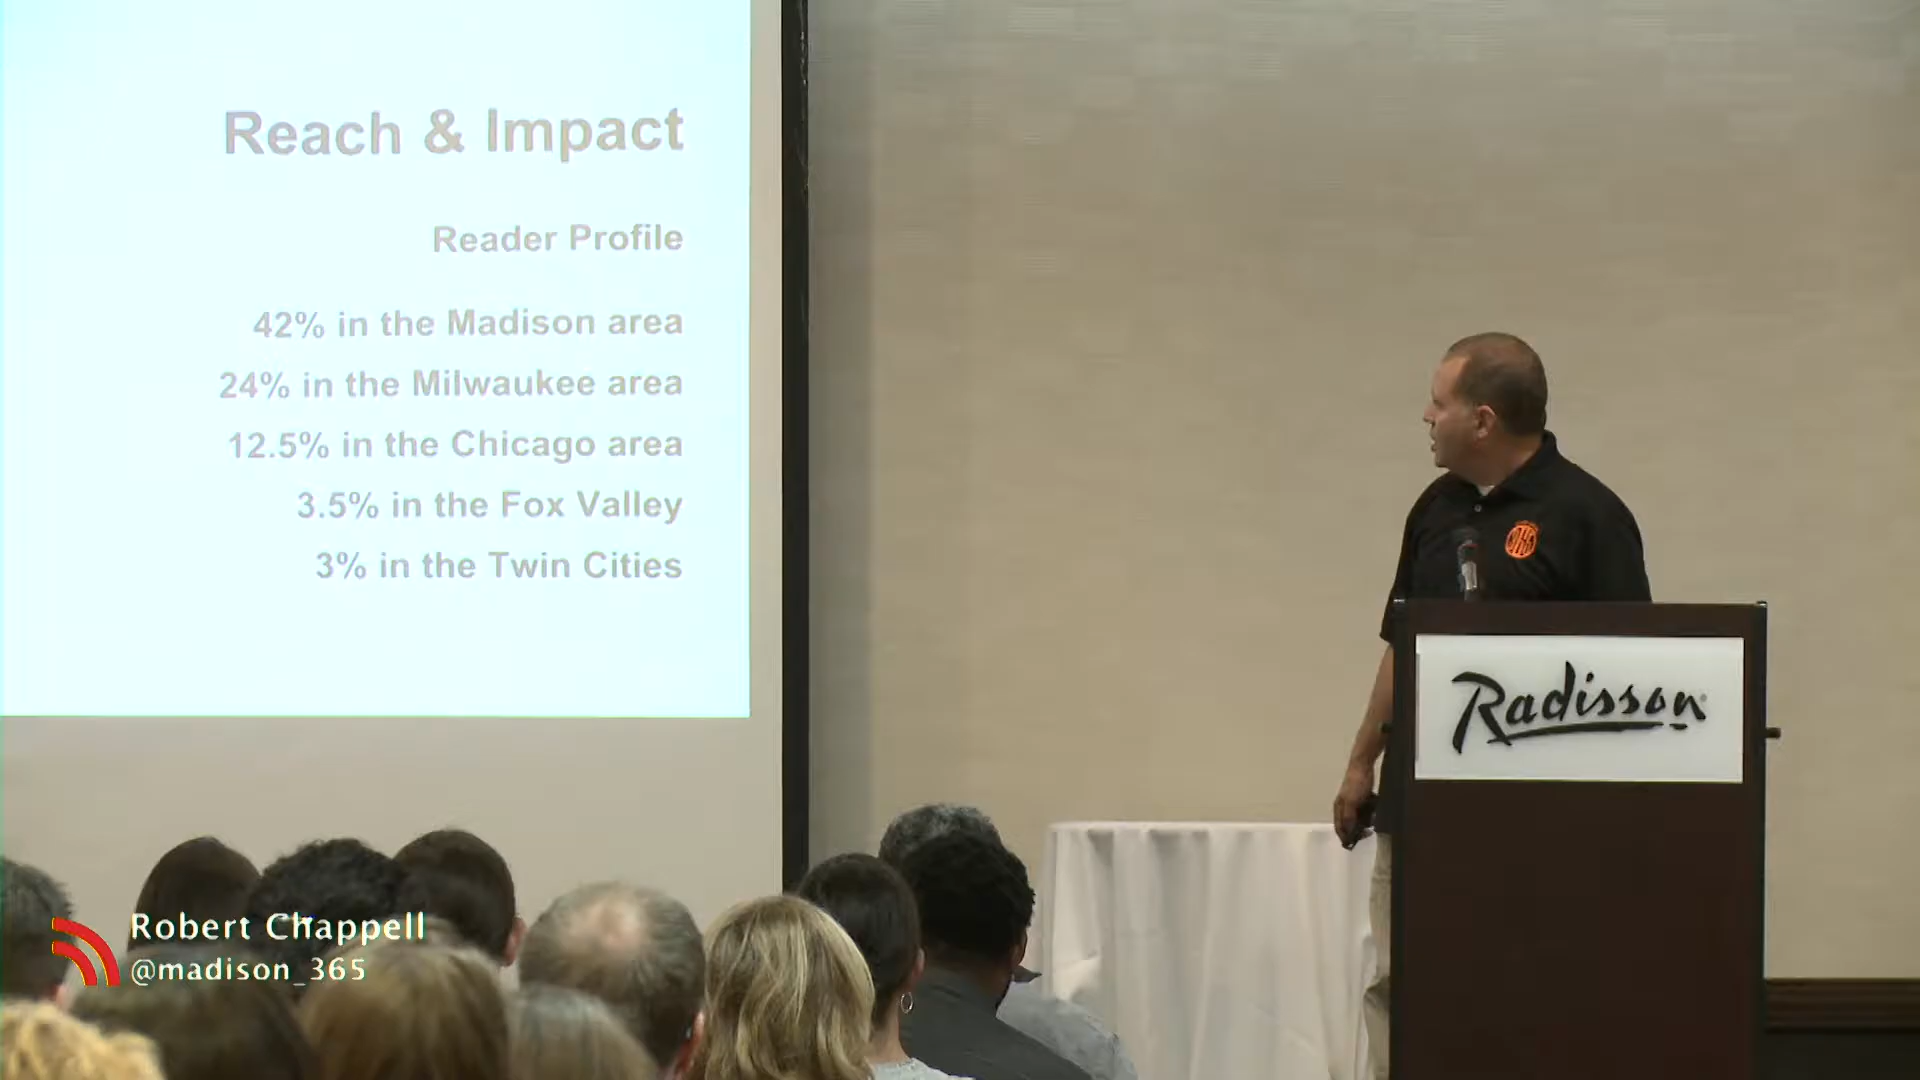 Reach & Impact
Reader Profile
42% in the Madison area
24% in the Milwaukee area
12.5% in the Chicago area
3.5% in the Fox Valley
3% in the Twin Cities
Radisson
Robert Chappell
@madison_365